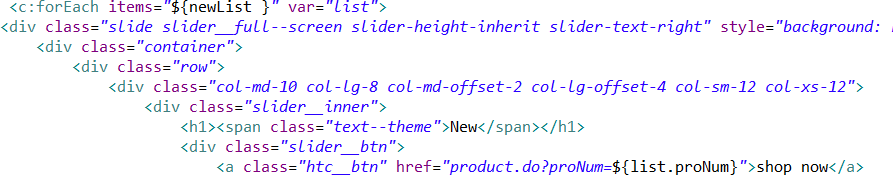 <c:forEach items="${newList }" var="list">
<div class="slide slider__full--screen slider-height-inherit slider-text-right" style="background:
<div class="container">
<div class="row">
<div class="col-md-10 col-lg-8 col-md-offset-2 col-lg-offset-4 col-sm-12 col-xs-12">
<div class="slider__inner">
<h1><span class="text--theme">New</span></h1>
<div class="slider__btn">
<a class="htc__btn" href="product.do?proNum=${list.proNum}">shop now</a>